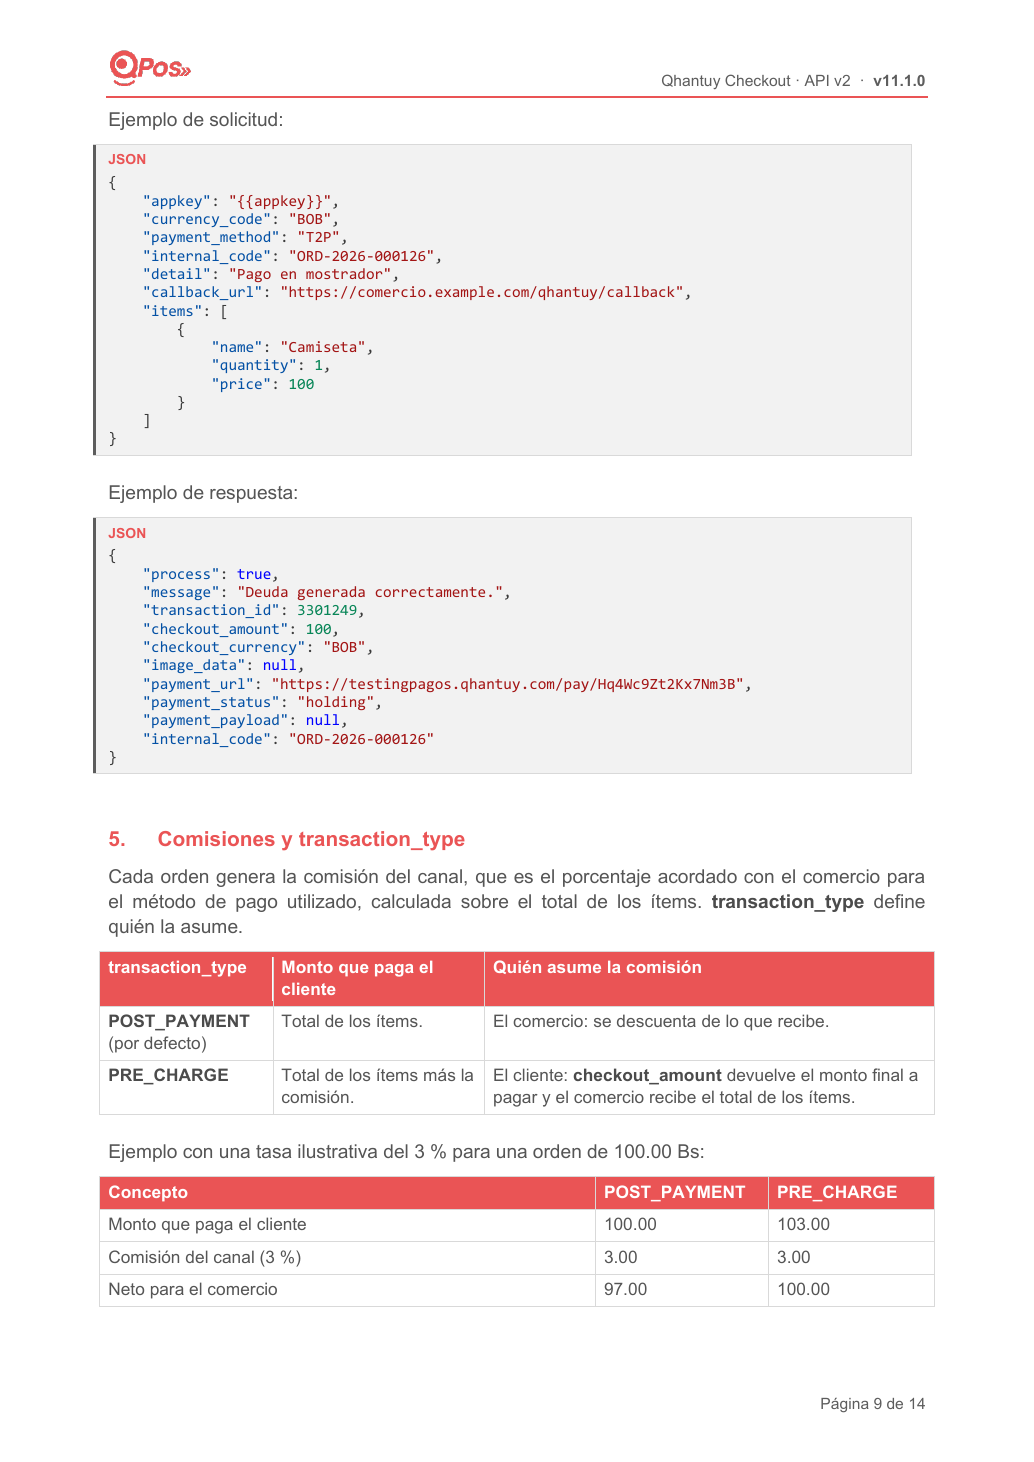 QPos»
Qhantuy Checkout · API v2 · v11.1.0
Ejemplo de solicitud:
JSON
{
    "appkey": "{{appkey}}",
    "currency_code": "BOB",
    "payment_method": "T2P",
    "internal_code": "ORD-2026-000126",
    "detail": "Pago en mostrador",
    "callback_url": "https://comercio.example.com/qhantuy/callback",
    "items": [
        {
            "name": "Camiseta",
            "quantity": 1,
            "price": 100
        }
    ]
}
Ejemplo de respuesta:
JSON
{
    "process": true,
    "message": "Deuda generada correctamente.",
    "transaction_id": 3301249,
    "checkout_amount": 100,
    "checkout_currency": "BOB",
    "image_data": null,
    "payment_url": "https://testingpagos.qhantuy.com/pay/Hq4Wc9Zt2Kx7Nm3B",
    "payment_status": "holding",
    "payment_payload": null,
    "internal_code": "ORD-2026-000126"
}
5. Comisiones y transaction_type
Cada orden genera la comisión del canal, que es el porcentaje acordado con el comercio para
el método de pago utilizado, calculada sobre el total de los ítems. transaction_type define
quién la asume.
transaction_type | Monto que paga el cliente | Quién asume la comisión
POST_PAYMENT (por defecto) | Total de los ítems. | El comercio: se descuenta de lo que recibe.
PRE_CHARGE | Total de los ítems más la comisión. | El cliente: checkout_amount devuelve el monto final a pagar y el comercio recibe el total de los ítems.
Ejemplo con una tasa ilustrativa del 3 % para una orden de 100.00 Bs:
Concepto | POST_PAYMENT | PRE_CHARGE
Monto que paga el cliente | 100.00 | 103.00
Comisión del canal (3 %) | 3.00 | 3.00
Neto para el comercio | 97.00 | 100.00
Página 9 de 14